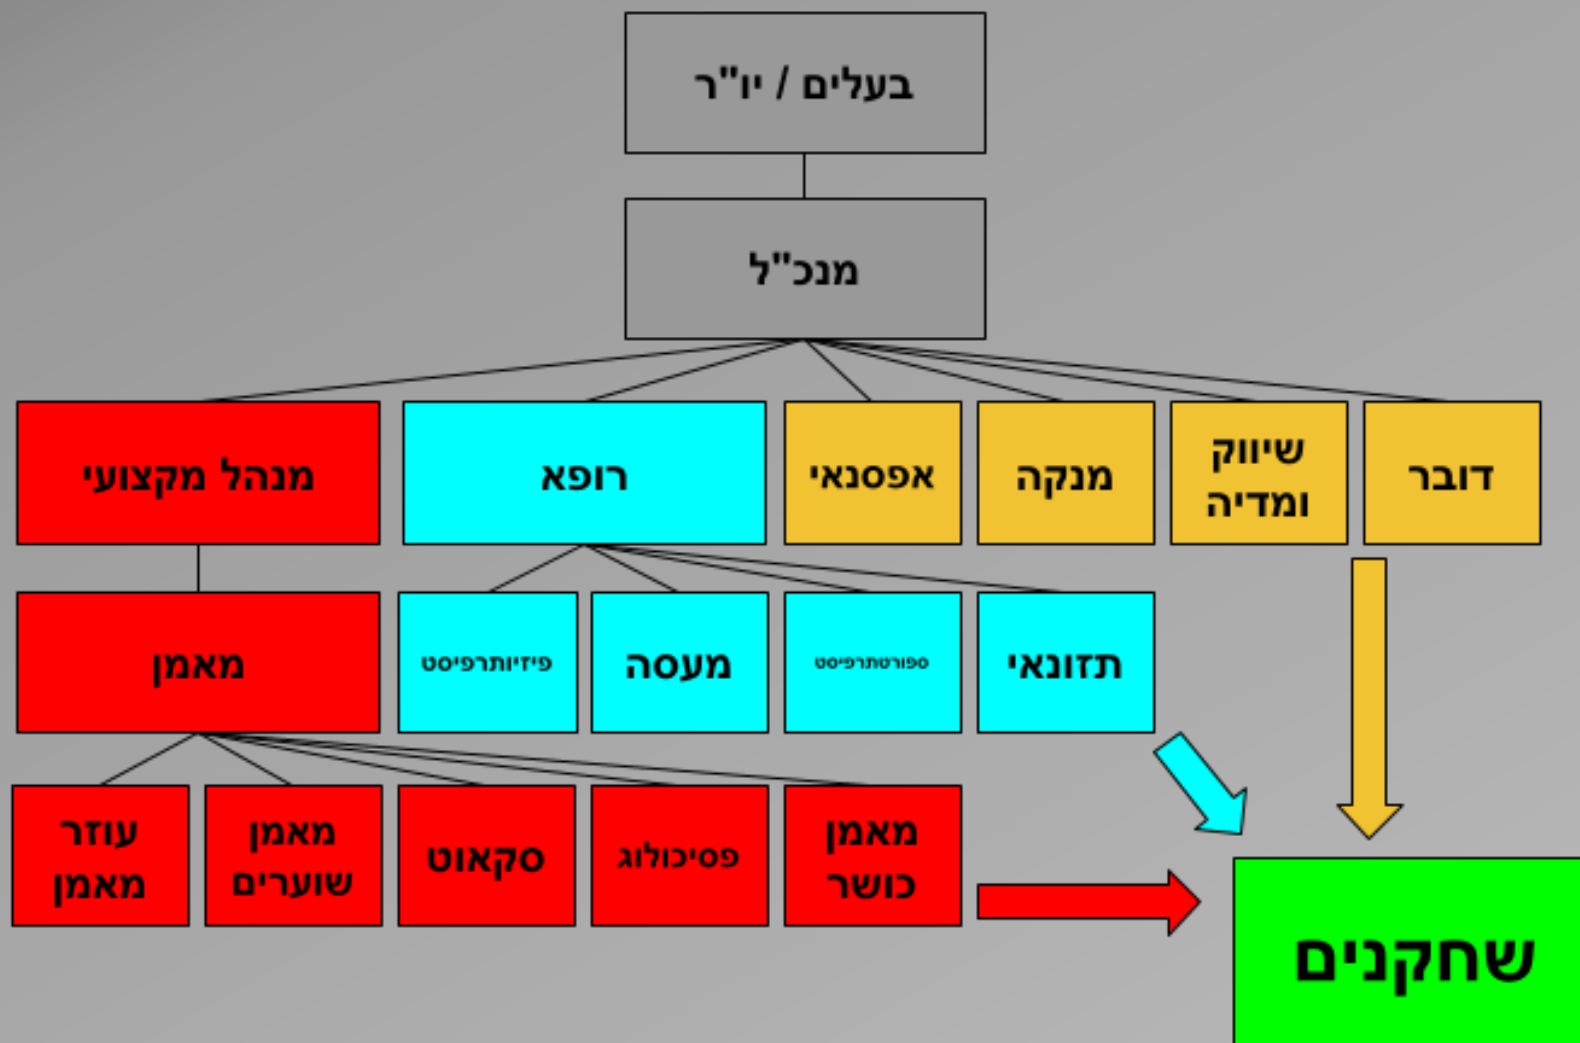 בעלים / יו"ר
מנכ"ל
דובר
שיווק
ומדיה
מנקה
אפסנאי
רופא
מנהל מקצועי
תזונאי
ספורטתרפיסט
מעסה
פיזיותרפיסט
מאמן
מאמן
כושר
פסיכולוג
סקאוט
מאמן
שוערים
עוזר
מאמן
שחקנים